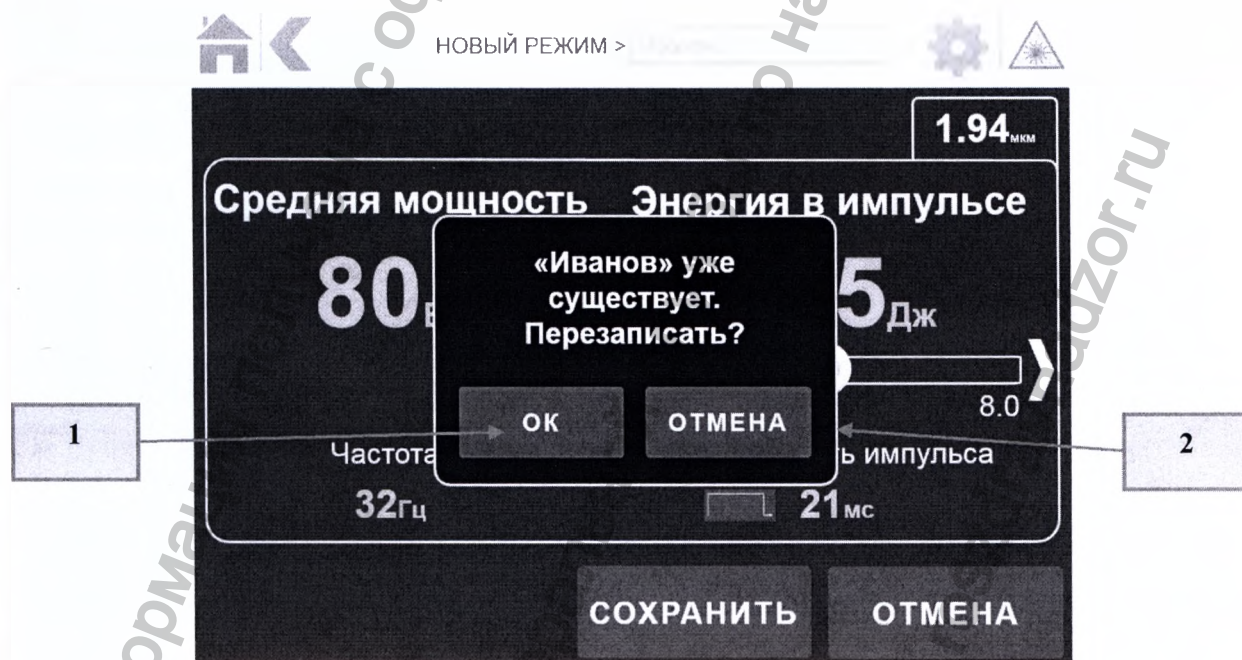 НОВЫЙ РЕЖИМ >
1.94мкм
Средняя мощность Энергия в импульсе
80
5Дж
«Иванов» уже
существует.
Перезаписать?
8.0
ОК ОТМЕНА
1
2
Частота
ь импульса
32Гц
21мс
СОХРАНИТЬ ОТМЕНА